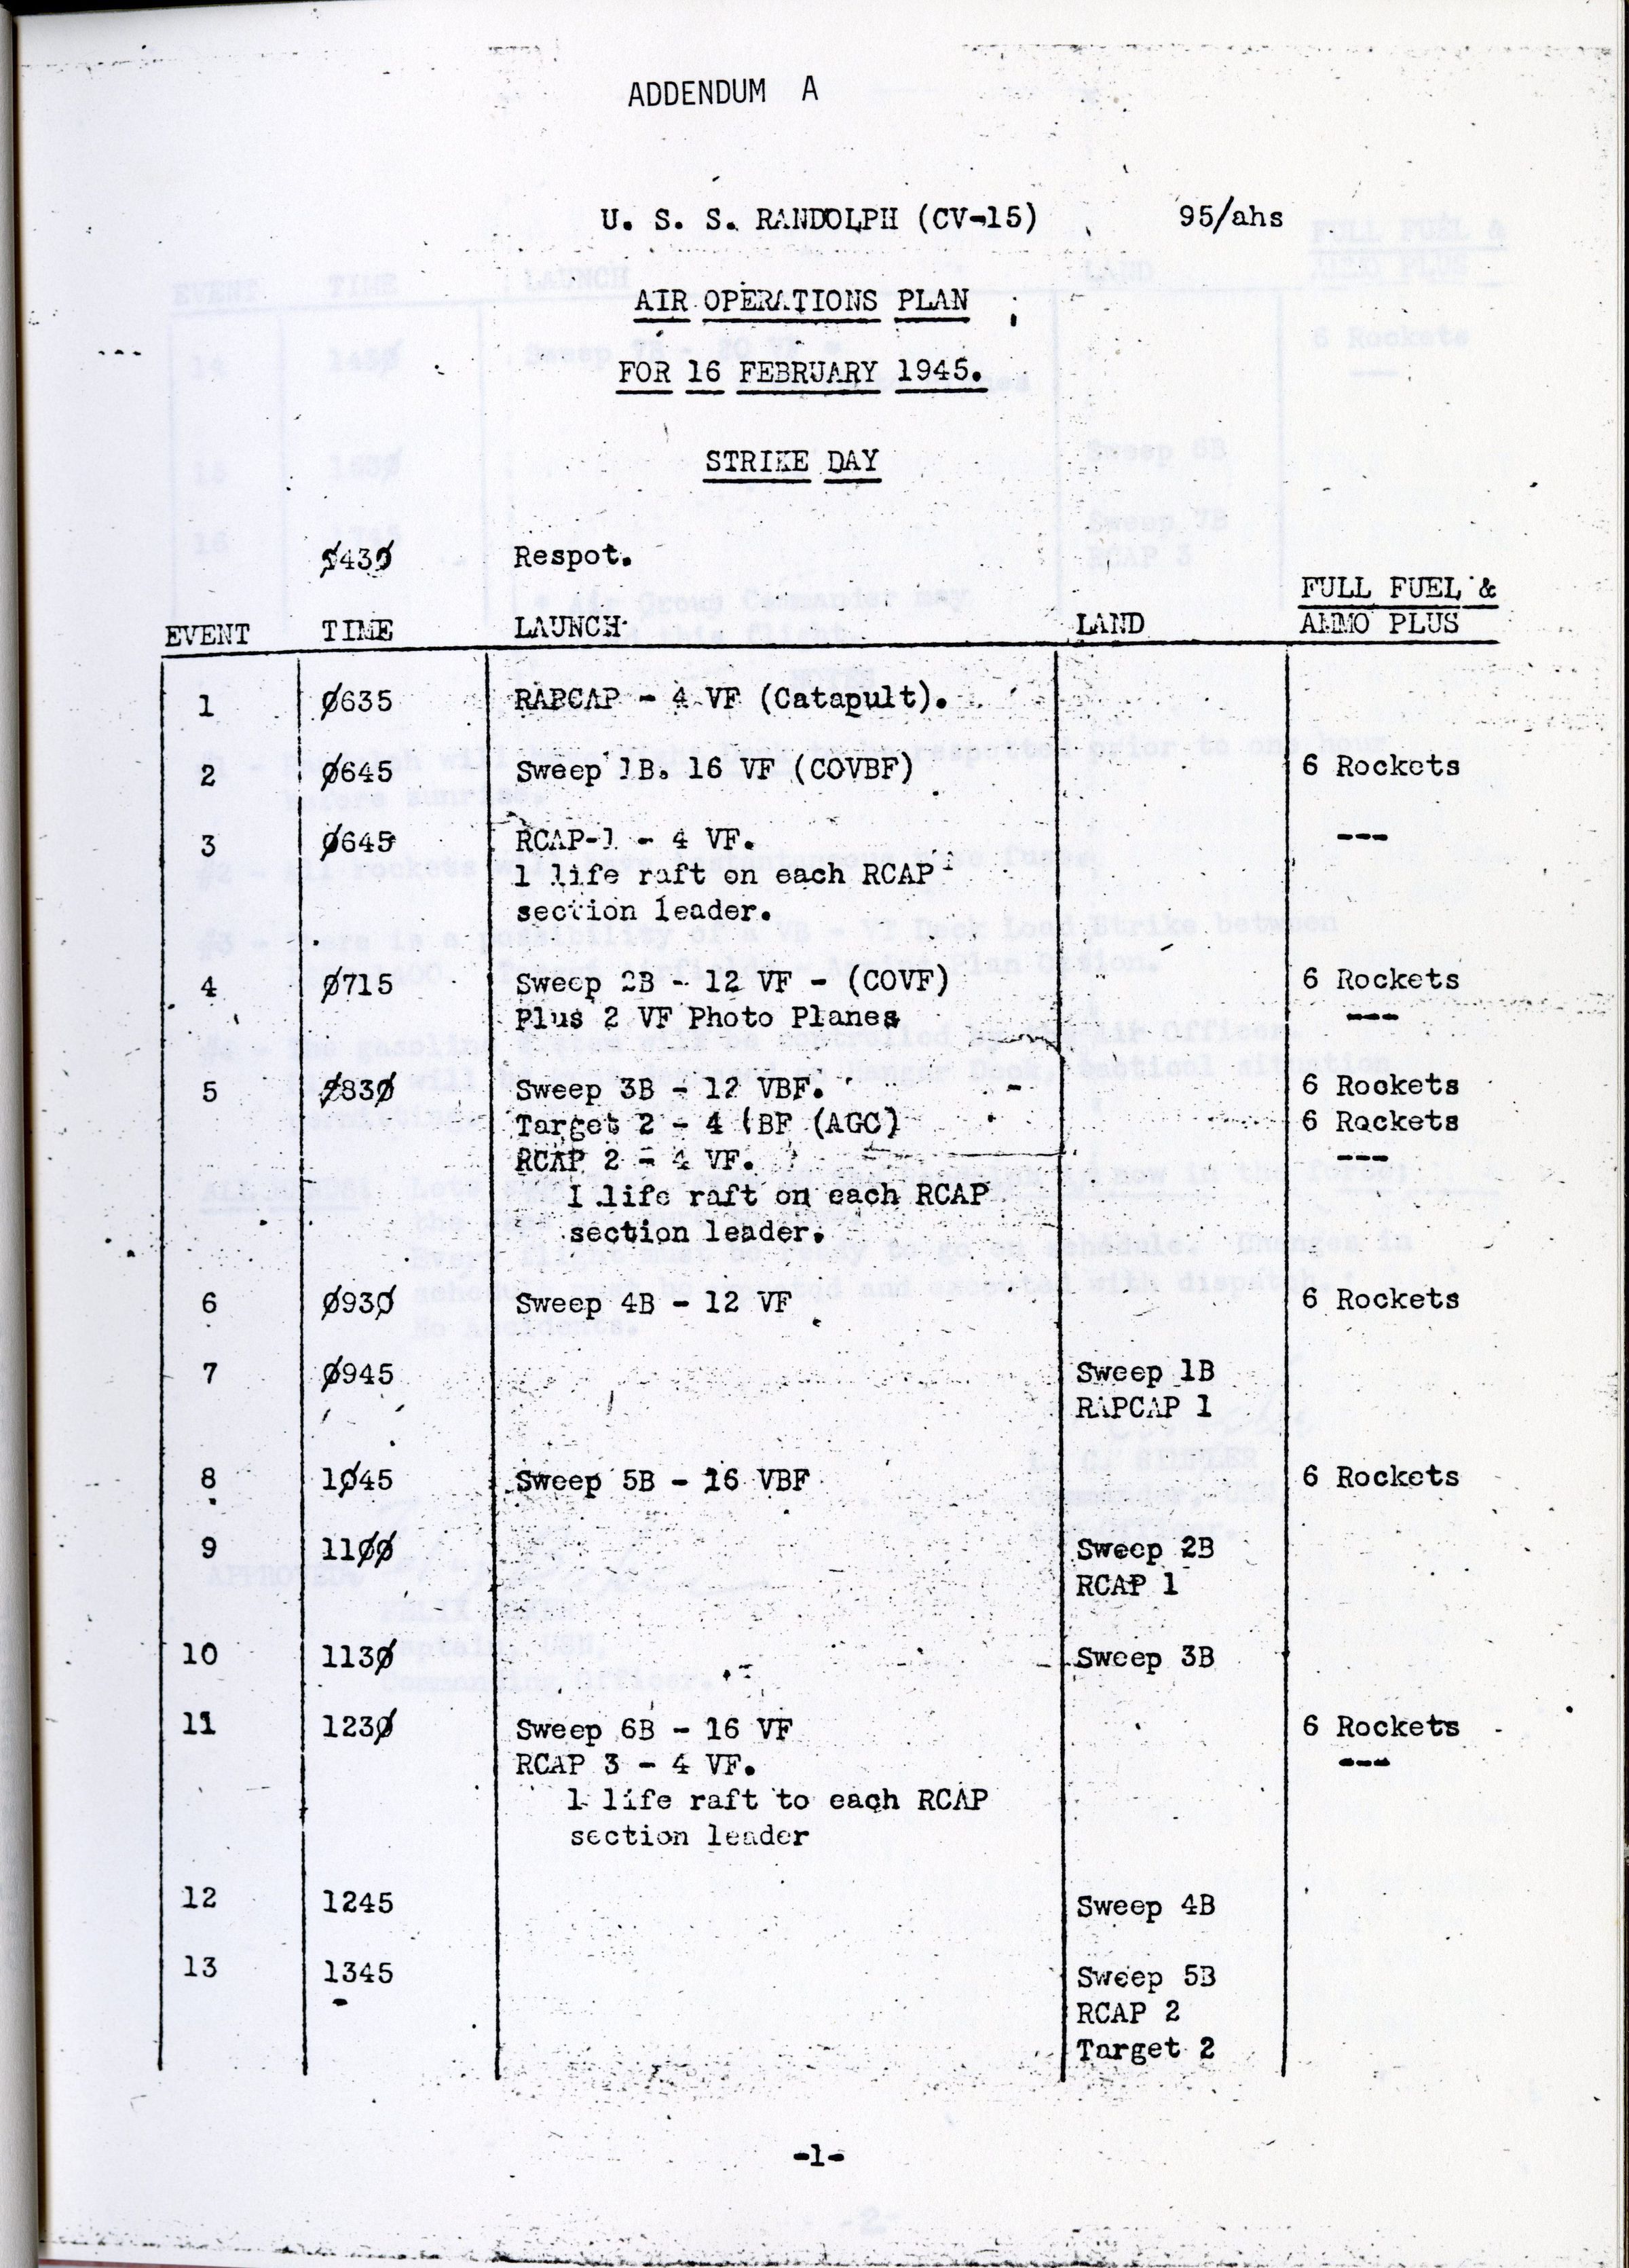 ADDENDUM A
U. S. S. RANDOLPH (CV-15) 95/ahs
AIR OPERATIONS PLAN
FOR 16 FEBRUARY 1945.
STRIKE DAY
Ø43Ø Respot.
FULL FUEL &
EVENT TIME LAUNCH LAND AMMO PLUS
1 Ø635 RAPCAP - 4 VF (Catapult).
2 Ø645 Sweep 1B. 16 VF (COVBF) 6 Rockets
3 Ø645 RCAP-1 - 4 VF. ---
1 life raft on each RCAP
section leader.
4 Ø715 Sweep 2B - 12 VF - (COVF) 6 Rockets
Plus 2 VF Photo Planes ---
5 Ø83Ø Sweep 3B - 12 VBF. 6 Rockets
Target 2 - 4 (BF (AGC) 6 Rockets
RCAP 2 - 4 VF. ---
1 life raft on each RCAP
section leader.
6 Ø93Ø Sweep 4B - 12 VF 6 Rockets
7 Ø945 Sweep 1B
RAPCAP 1
8 1Ø45 Sweep 5B - 16 VBF 6 Rockets
9 11ØØ Sweep 2B
RCAP 1
10 113Ø Sweep 3B
11 123Ø Sweep 6B - 16 VF 6 Rockets
RCAP 3 - 4 VF. ---
1 life raft to each RCAP
section leader
12 1245 Sweep 4B
13 1345 Sweep 5B
RCAP 2
Target 2
-1-